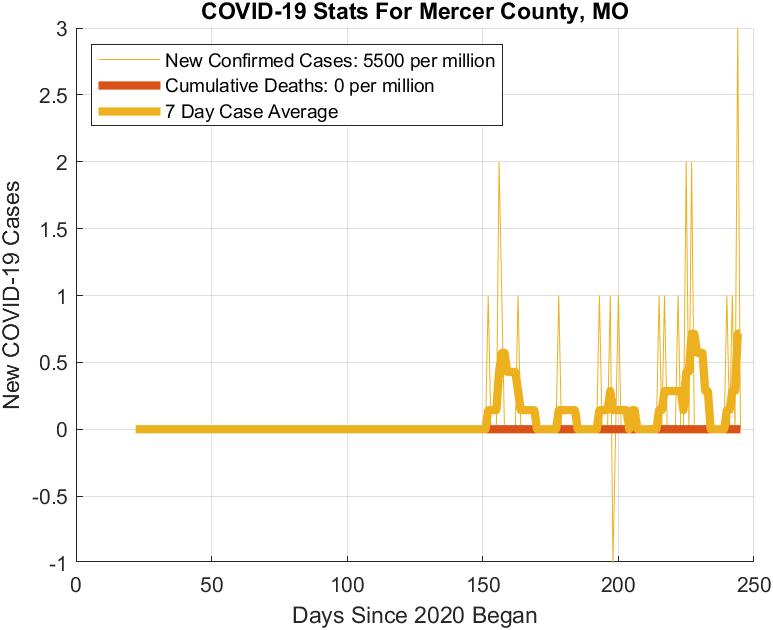 COVID-19 Stats For Mercer County, MO
New Confirmed Cases: 5500 per million
Cumulative Deaths: 0 per million
7 Day Case Average
New COVID-19 Cases
3
2.5
2
1.5
1
0.5
0
-0.5
-1
0 50 100 150 200 250
Days Since 2020 Began